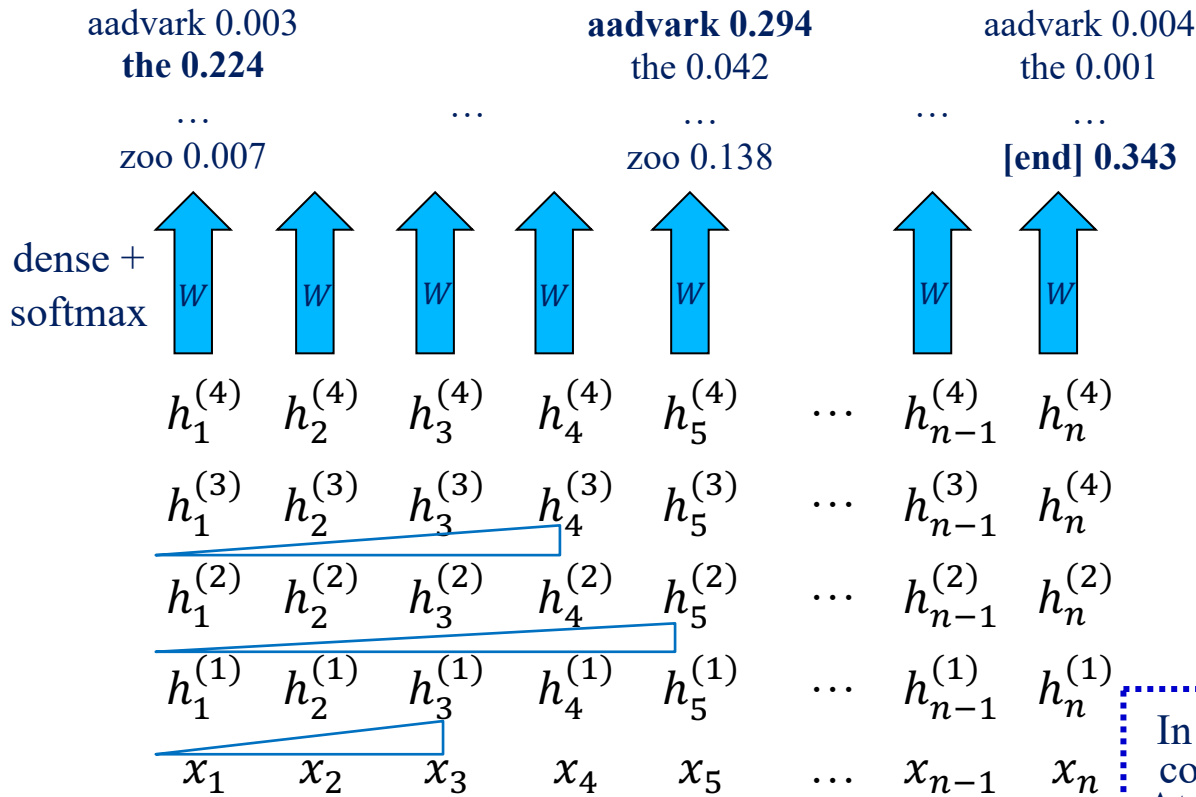 aadvark 0.003 aadvark 0.294 aadvark 0.004
the 0.224 the 0.042 the 0.001
… … … … …
zoo 0.007 zoo 0.138 [end] 0.343
dense +
softmax
W W W W W W W
h_1^{(4)} h_2^{(4)} h_3^{(4)} h_4^{(4)} h_5^{(4)} ⋯ h_{n-1}^{(4)} h_n^{(4)}
h_1^{(3)} h_2^{(3)} h_3^{(3)} h_4^{(3)} h_5^{(3)} ⋯ h_{n-1}^{(3)} h_n^{(4)}
h_1^{(2)} h_2^{(2)} h_3^{(2)} h_4^{(2)} h_5^{(2)} ⋯ h_{n-1}^{(2)} h_n^{(2)}
h_1^{(1)} h_2^{(1)} h_3^{(1)} h_4^{(1)} h_5^{(1)} ⋯ h_{n-1}^{(1)} h_n^{(1)}
x_1 x_2 x_3 x_4 x_5 … x_{n-1} x_n
In